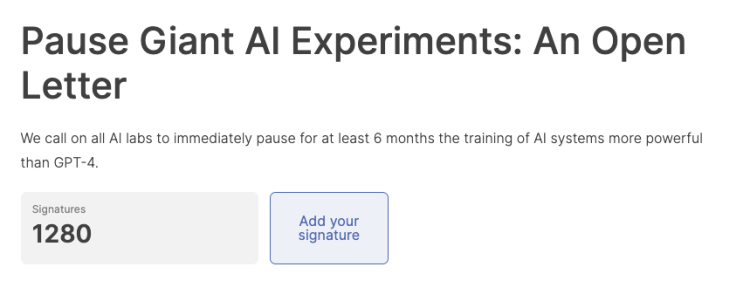 Pause Giant AI Experiments: An Open
Letter
We call on all AI labs to immediately pause for at least 6 months the training of AI systems more powerful
than GPT-4.
Signatures
1280
Add your
signature